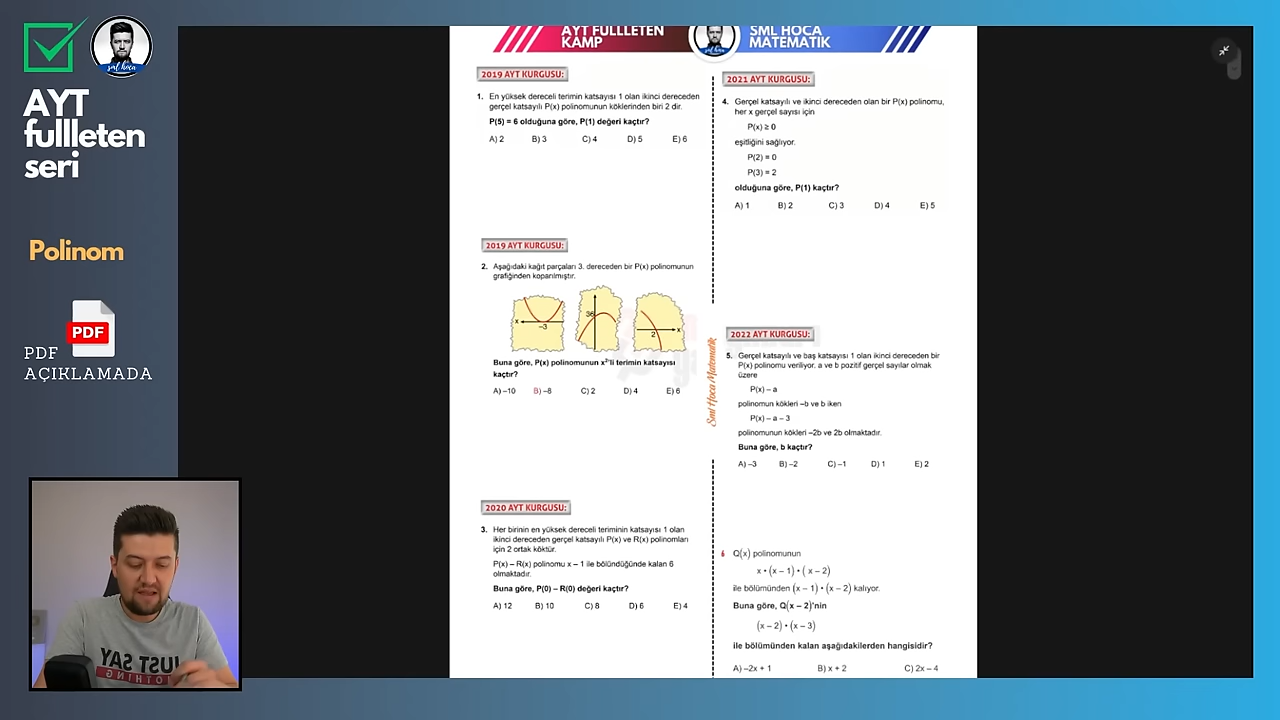 AYT
fullleten
seri
Polinom
PDF
PDF
AÇIKLAMADA
sml hoca
AYT FULLLETEN
KAMP
SML HOCA
MATEMATİK
2019 AYT KURGUSU:
1. En yüksek dereceli terimin katsayısı 1 olan ikinci dereceden
gerçel katsayılı P(x) polinomunun köklerinden biri 2 dir.
P(5) = 6 olduğuna göre, P(1) değeri kaçtır?
A) 2 B) 3 C) 4 D) 5 E) 6
2019 AYT KURGUSU:
2. Aşağıdaki kağıt parçaları 3. dereceden bir P(x) polinomunun
grafiğinden koparılmıştır.
x
–3
36
2
x
Buna göre, P(x) polinomunun x²'li terimin katsayısı
kaçtır?
A) –10 B) –8 C) 2 D) 4 E) 6
2020 AYT KURGUSU:
3. Her birinin en yüksek dereceli teriminin katsayısı 1 olan
ikinci dereceden gerçel katsayılı P(x) ve R(x) polinomları
için 2 ortak köktür.
P(x) – R(x) polinomu x – 1 ile bölündüğünde kalan 6
olmaktadır.
Buna göre, P(0) – R(0) değeri kaçtır?
A) 12 B) 10 C) 8 D) 6 E) 4
Sml Hoca Matematik
2021 AYT KURGUSU:
4. Gerçel katsayılı ve ikinci dereceden olan bir P(x) polinomu,
her x gerçel sayısı için
P(x) ≥ 0
eşitliğini sağlıyor.
P(2) = 0
P(3) = 2
olduğuna göre, P(1) kaçtır?
A) 1 B) 2 C) 3 D) 4 E) 5
2022 AYT KURGUSU:
5. Gerçel katsayılı ve baş katsayısı 1 olan ikinci dereceden bir
P(x) polinomu veriliyor. a ve b pozitif gerçel sayılar olmak
üzere
P(x) – a
polinomun kökleri –b ve b iken
P(x) – a – 3
polinomunun kökleri –2b ve 2b olmaktadır.
Buna göre, b kaçtır?
A) –3 B) –2 C) –1 D) 1 E) 2
6 Q(x) polinomunun
x • (x – 1) • (x – 2)
ile bölümünden (x – 1) • (x – 2) kalıyor.
Buna göre, Q(x – 2)'nin
(x – 2) • (x – 3)
ile bölümünden kalan aşağıdakilerden hangisidir?
A) –2x + 1 B) x + 2 C) 2x – 4
JUST SAY
NOTHING